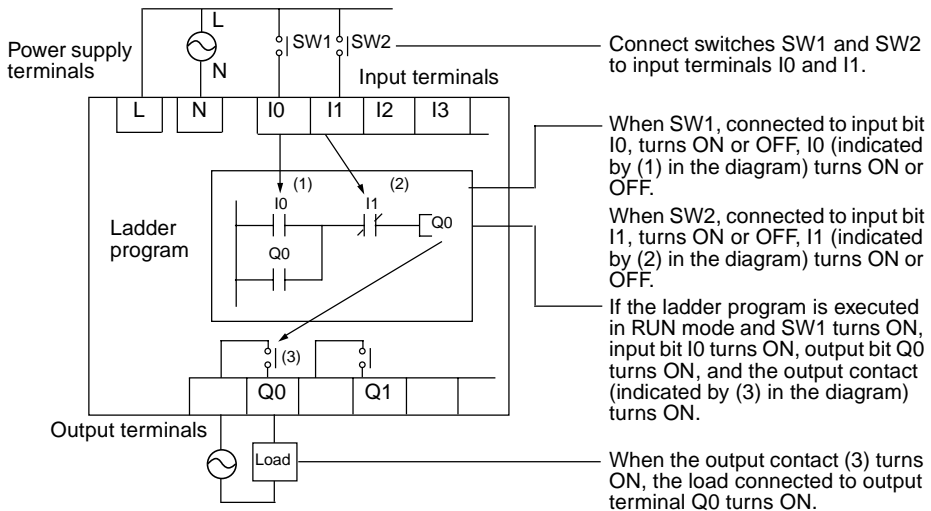 L
Power supply
terminals
N
SW1
SW2
Input terminals
L
N
I0
I1
I2
I3
(1)
(2)
I0
I1
Q0
Q0
Ladder
program
(3)
Q0
Q1
Output terminals
Load
Connect switches SW1 and SW2
to input terminals I0 and I1.
When SW1, connected to input bit
I0, turns ON or OFF, I0 (indicated
by (1) in the diagram) turns ON or
OFF.
When SW2, connected to input bit
I1, turns ON or OFF, I1 (indicated
by (2) in the diagram) turns ON or
OFF.
If the ladder program is executed
in RUN mode and SW1 turns ON,
input bit I0 turns ON, output bit Q0
turns ON, and the output contact
(indicated by (3) in the diagram)
turns ON.
When the output contact (3) turns
ON, the load connected to output
terminal Q0 turns ON.